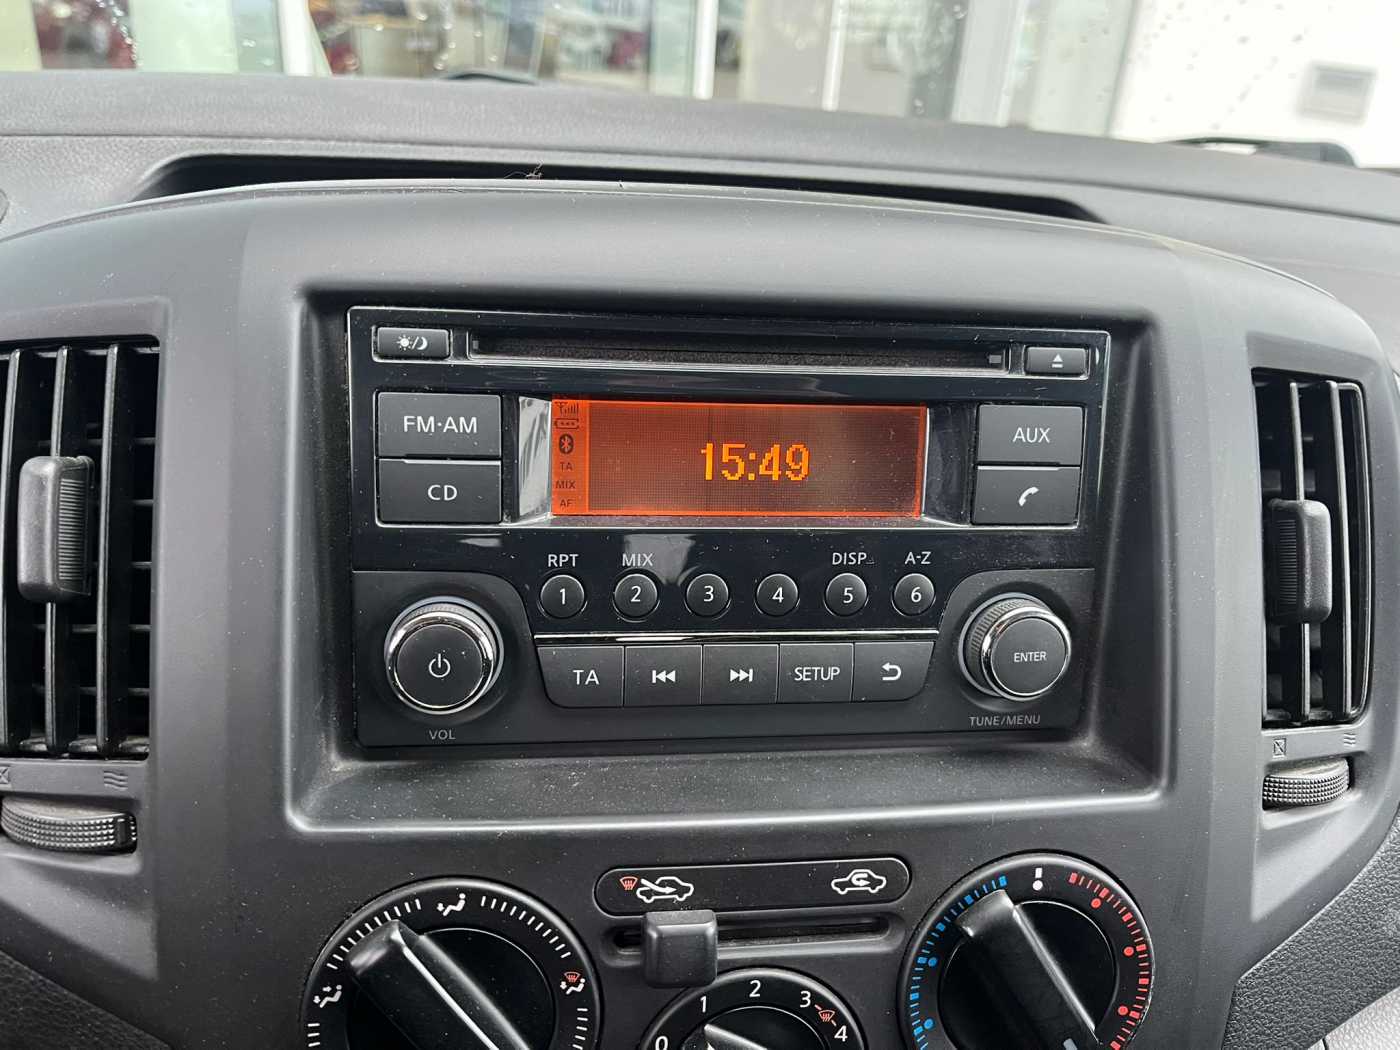 FM·AM
AUX
CD
TA
MIX
AF
15:49
RPT MIX DISP A-Z
1 2 3 4 5 6
TA SETUP
ENTER
VOL
TUNE/MENU
0 1 2 3 4